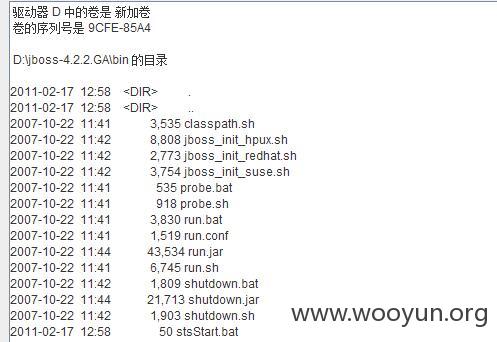 驱动器 D 中的卷是 新加卷
卷的序列号是 9CFE-85A4
D:\jboss-4.2.2.GA\bin 的目录
2011-02-17 12:58 <DIR> .
2011-02-17 12:58 <DIR> ..
2007-10-22 11:41 3,535 classpath.sh
2007-10-22 11:42 8,808 jboss_init_hpux.sh
2007-10-22 11:42 2,773 jboss_init_redhat.sh
2007-10-22 11:42 3,754 jboss_init_suse.sh
2007-10-22 11:41 535 probe.bat
2007-10-22 11:41 918 probe.sh
2007-10-22 11:41 3,830 run.bat
2007-10-22 11:41 1,519 run.conf
2007-10-22 11:44 43,534 run.jar
2007-10-22 11:41 6,745 run.sh
2007-10-22 11:42 1,809 shutdown.bat
2007-10-22 11:44 21,713 shutdown.jar
2007-10-22 11:42 1,903 shutdown.sh
2011-02-17 12:58 50 stsStart.bat
www.wooyun.org